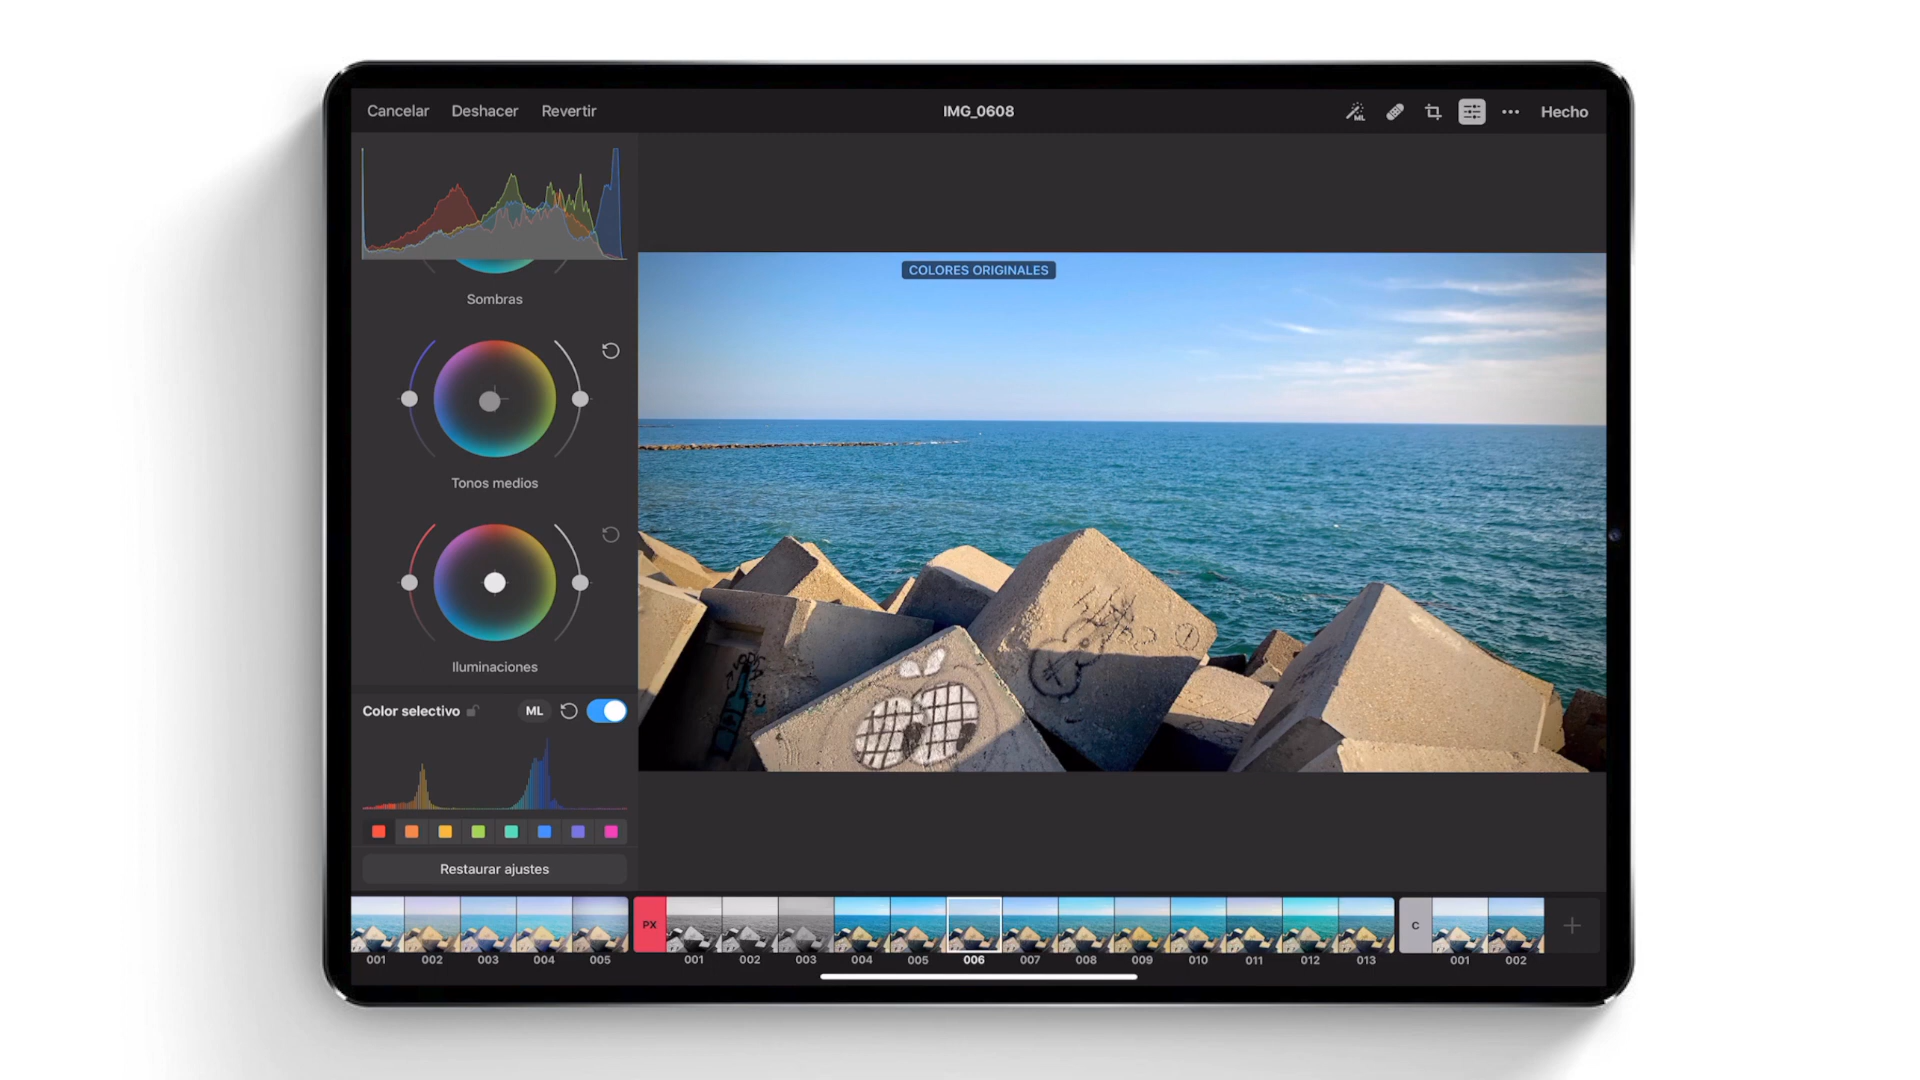 Cancelar Deshacer Revertir IMG_0608 ML Hecho
COLORES ORIGINALES
Sombras
Tonos medios
Iluminaciones
Color selectivo ML
Restaurar ajustes
PX C
001 002 003 004 005 001 002 003 004 005 006 007 008 009 010 011 012 013 001 002